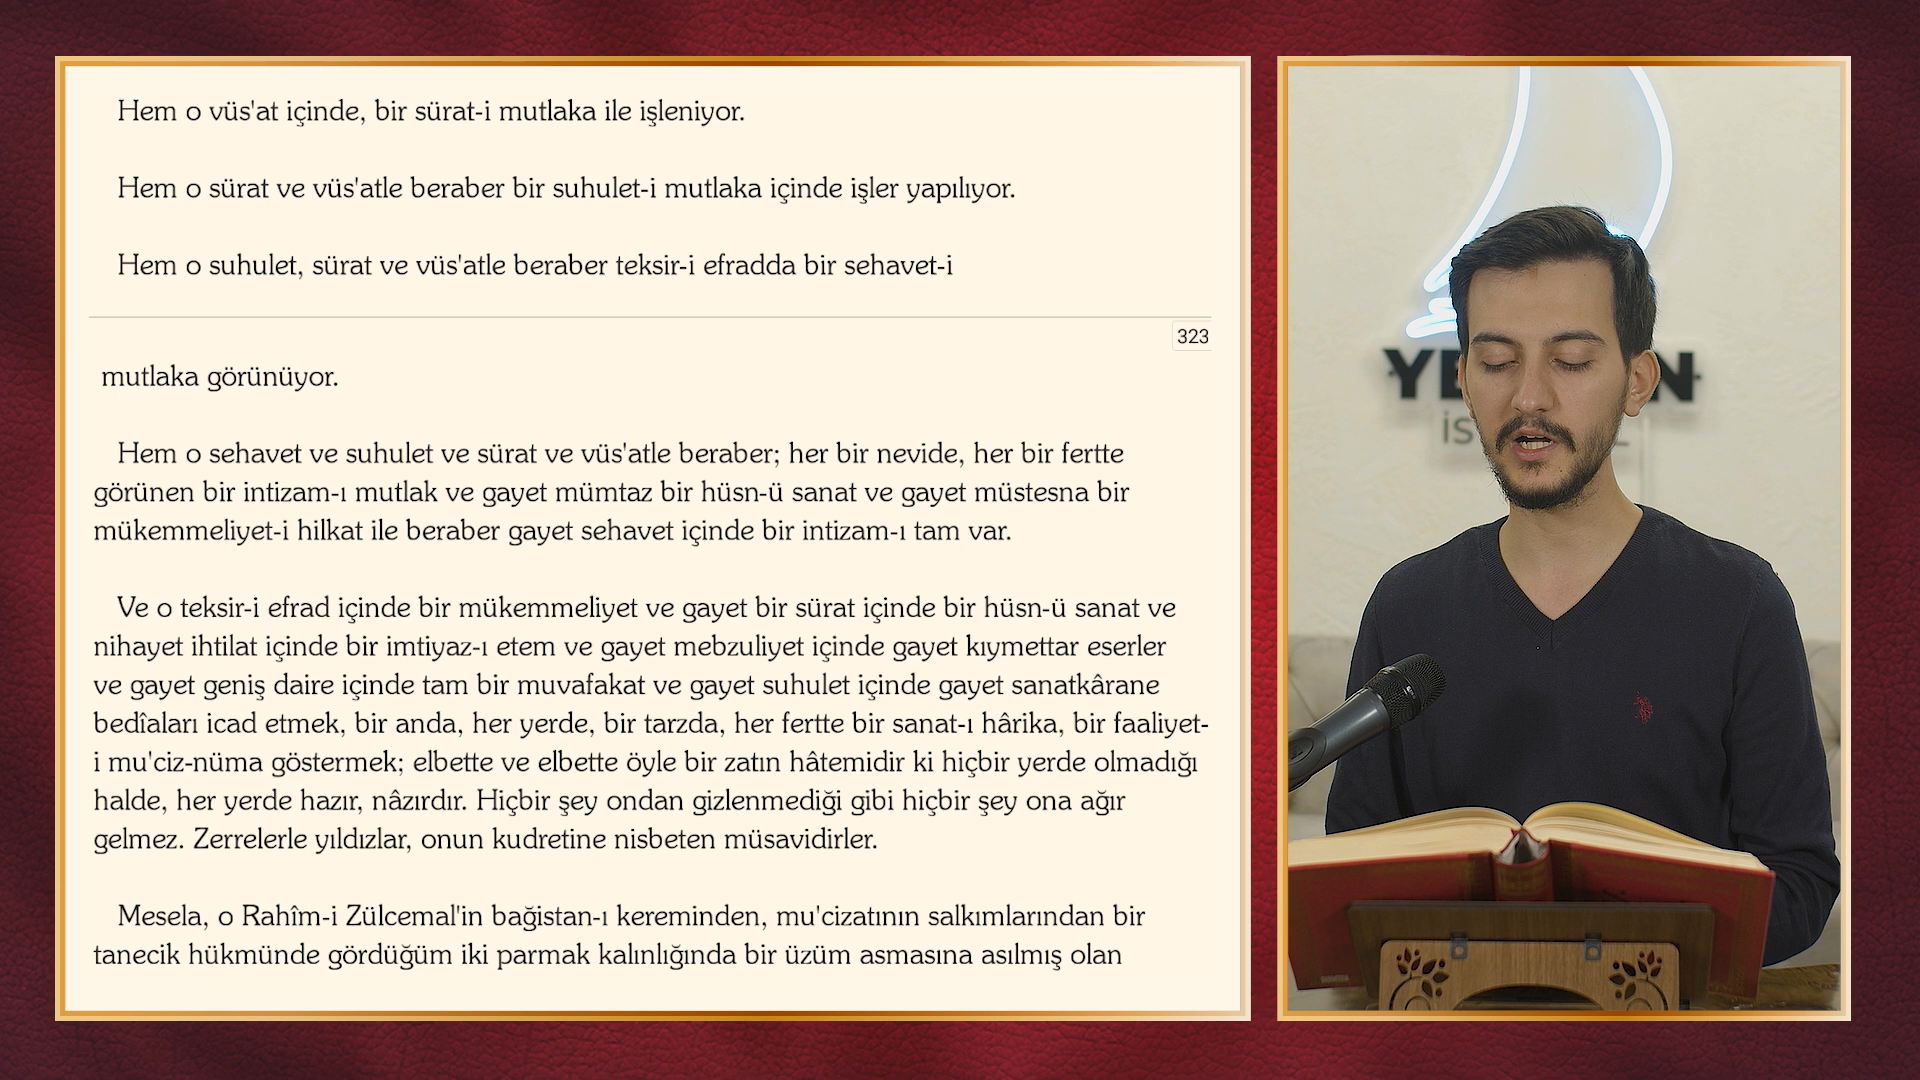 Hem o vüs'at içinde, bir sürat-i mutlaka ile işleniyor.
Hem o sürat ve vüs'atle beraber bir suhulet-i mutlaka içinde işler yapılıyor.
Hem o suhulet, sürat ve vüs'atle beraber teksir-i efradda bir sehavet-i
323
mutlaka görünüyor.
Hem o sehavet ve suhulet ve sürat ve vüs'atle beraber; her bir nevide, her bir fertte
görünen bir intizam-ı mutlak ve gayet mümtaz bir hüsn-ü sanat ve gayet müstesna bir
mükemmeliyet-i hilkat ile beraber gayet sehavet içinde bir intizam-ı tam var.
Ve o teksir-i efrad içinde bir mükemmeliyet ve gayet bir sürat içinde bir hüsn-ü sanat ve
nihayet ihtilat içinde bir imtiyaz-ı etem ve gayet mebzuliyet içinde gayet kıymettar eserler
ve gayet geniş daire içinde tam bir muvafakat ve gayet suhulet içinde gayet sanatkârane
bedîaları icad etmek, bir anda, her yerde, bir tarzda, her fertte bir sanat-ı hârika, bir faaliyet-
i mu'ciz-nüma göstermek; elbette ve elbette öyle bir zatın hâtemidir ki hiçbir yerde olmadığı
halde, her yerde hazır, nâzırdır. Hiçbir şey ondan gizlenmediği gibi hiçbir şey ona ağır
gelmez. Zerrelerle yıldızlar, onun kudretine nisbeten müsavidirler.
Mesela, o Rahîm-i Zülcemal'in bağistan-ı kereminden, mu'cizatının salkımlarından bir
tanecik hükmünde gördüğüm iki parmak kalınlığında bir üzüm asmasına asılmış olan